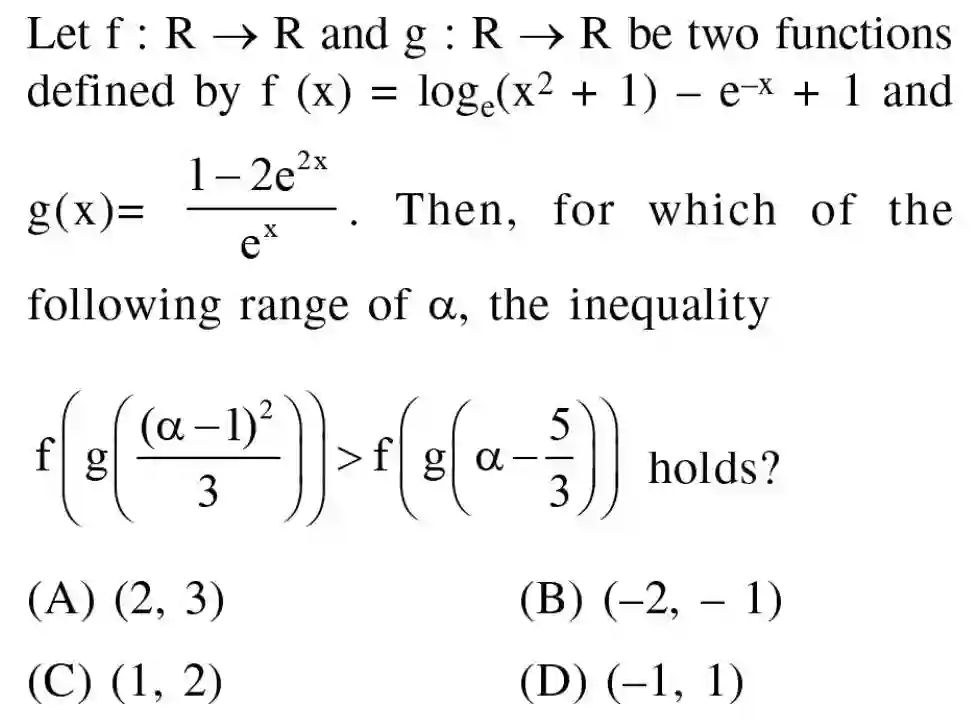 Let f : R → R and g : R → R be two functions
defined by f (x) = logₑ(x² + 1) – e⁻ˣ + 1 and
g(x)= (1 – 2e²ˣ)/eˣ . Then, for which of the
following range of α, the inequality
f(g((α – 1)²/3)) > f(g(α – 5/3)) holds?
(A) (2, 3) (B) (–2, – 1)
(C) (1, 2) (D) (–1, 1)